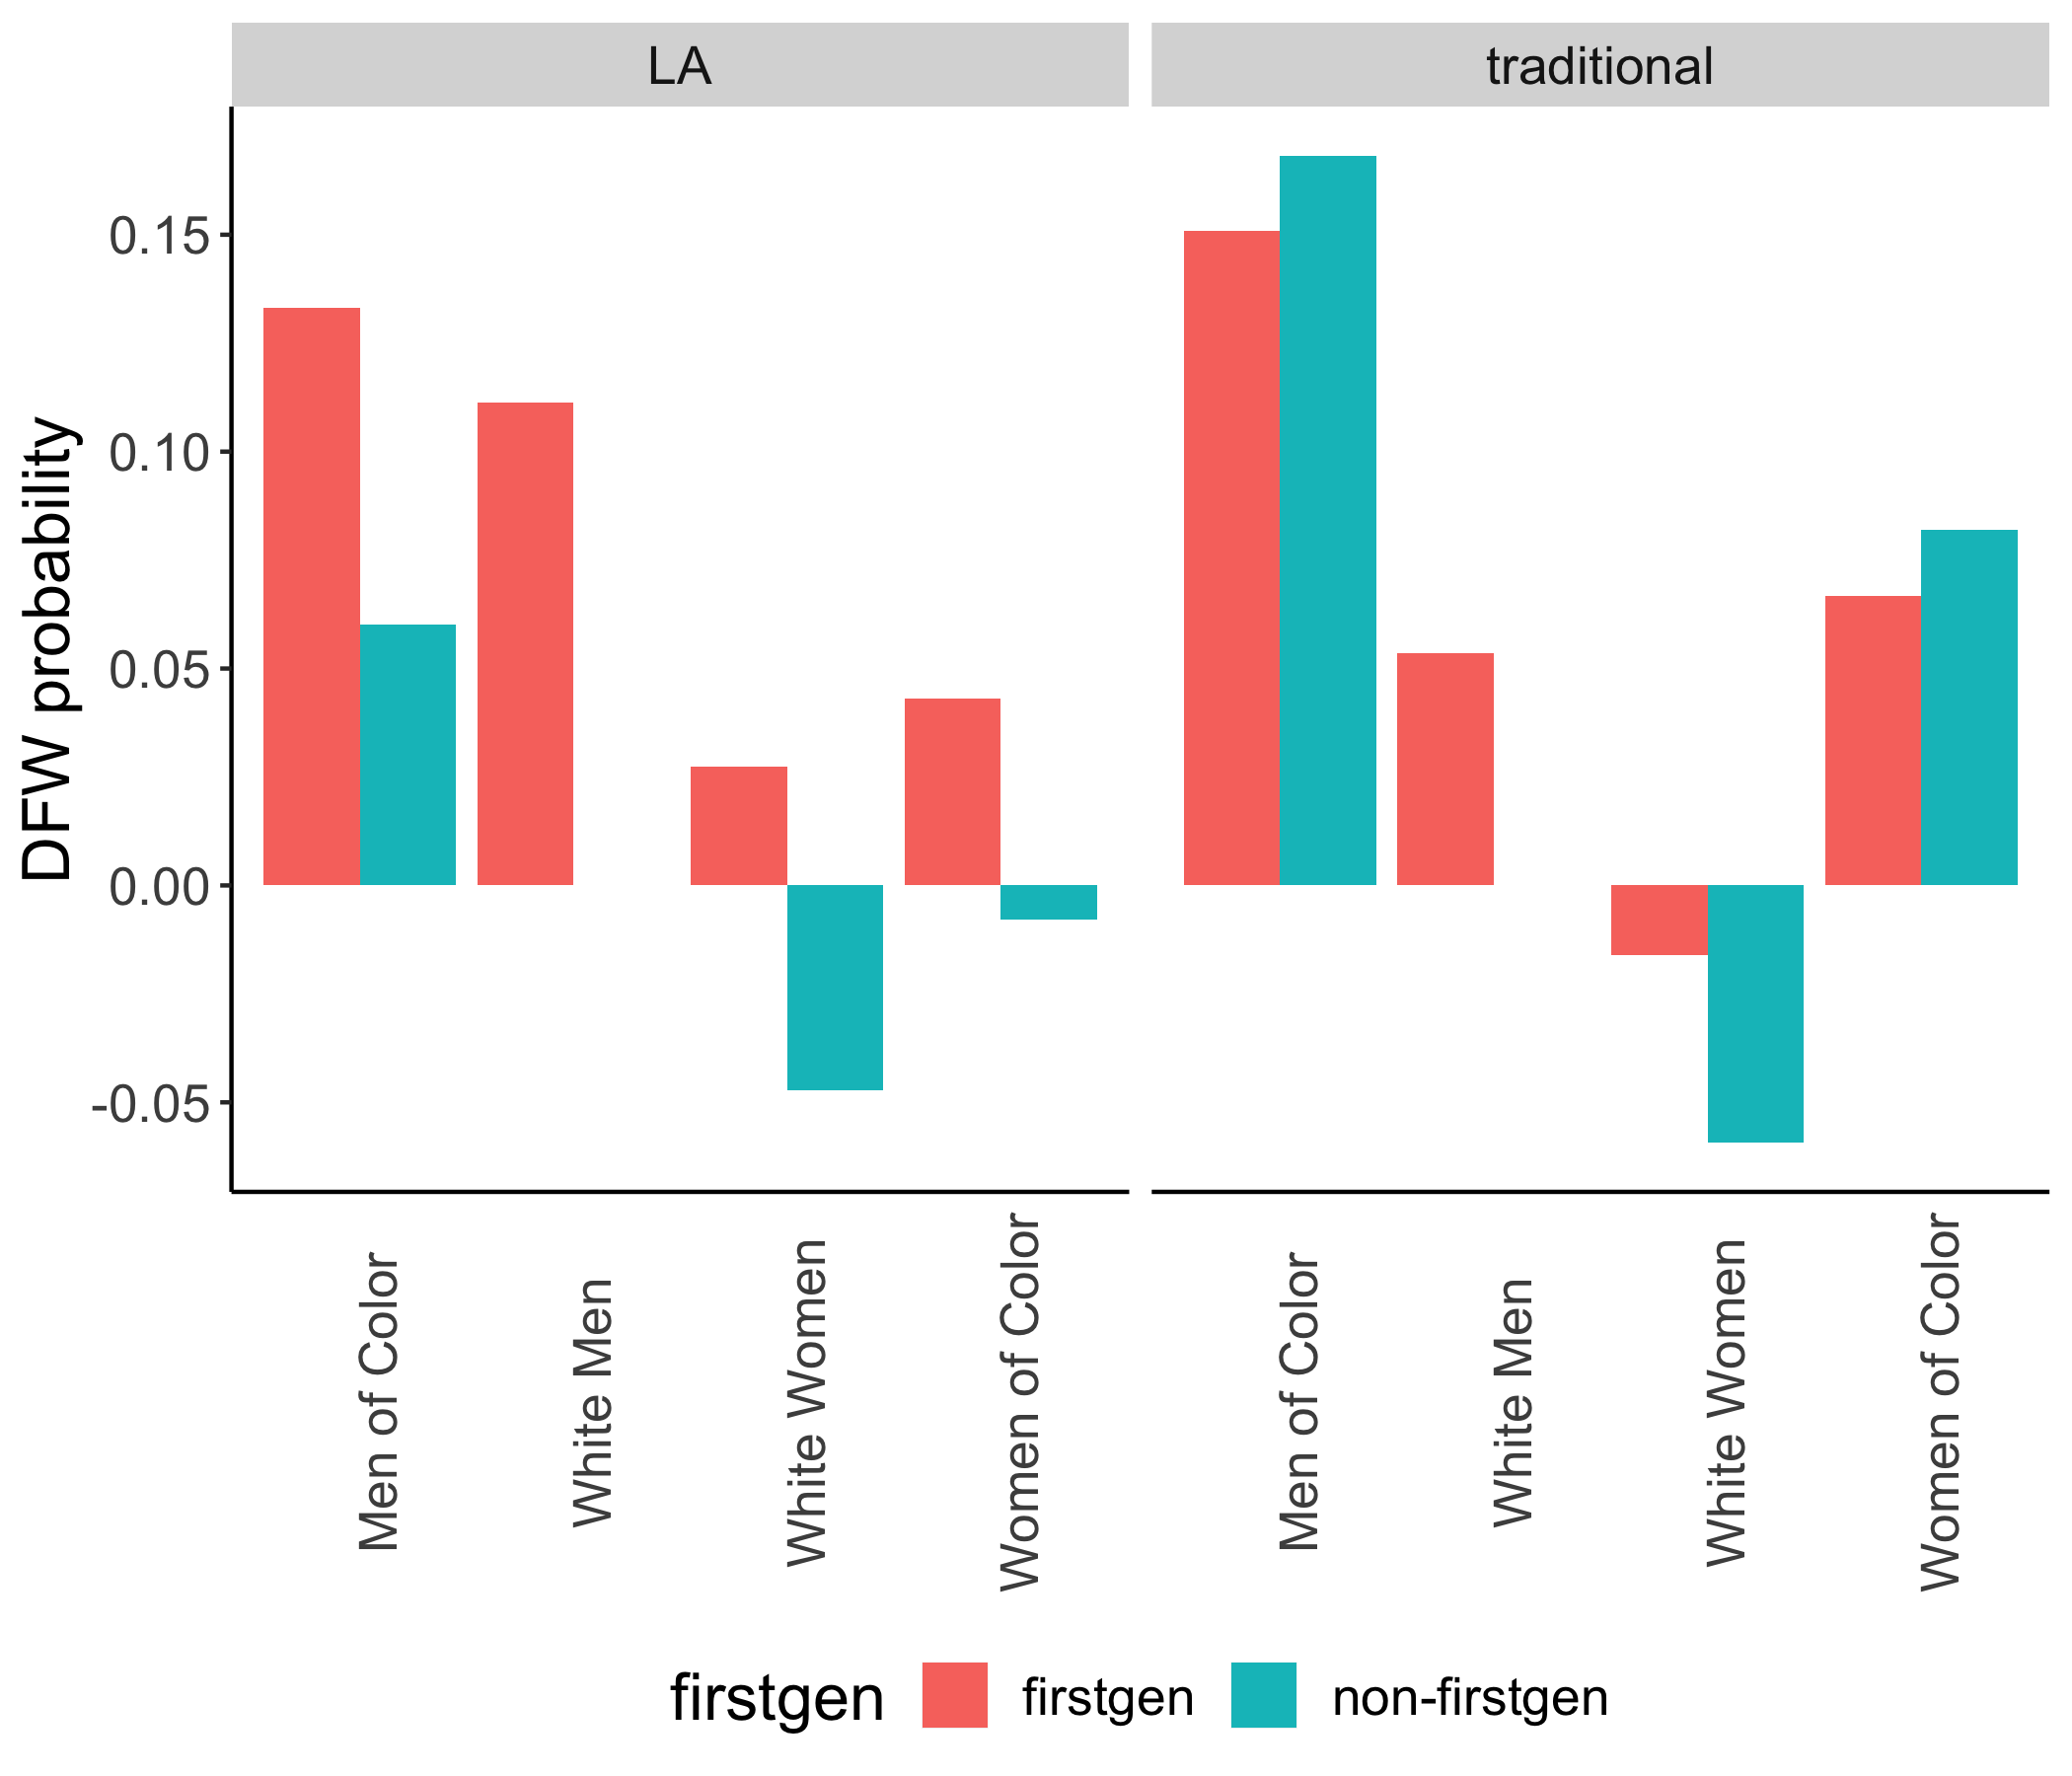 LA
traditional
DFW probability
0.15
0.10
0.05
0.00
-0.05
Men of Color
White Men
White Women
Women of Color
Men of Color
White Men
White Women
Women of Color
firstgen
firstgen
non-firstgen